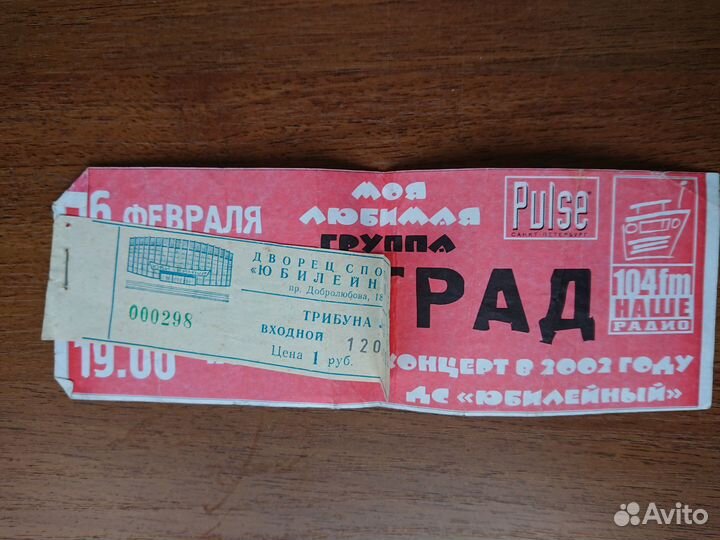 6 ФЕВРАЛЯ
МОЯ
ЛЮБИМАЯ
ГРУППА
ГРАД
Pulse
САНКТ-ПЕТЕРБУРГ
104 fm
НАШЕ
РАДИО
ДВОРЕЦ СПО
«ЮБИЛЕЙН
пр. Добролюбова, 18
000298
ТРИБУНА
ВХОДНОЙ 120
Цена 1 руб.
19.00
КОНЦЕРТ В 2002 ГОДУ
ДС «ЮБИЛЕЙНЫЙ»
Avito